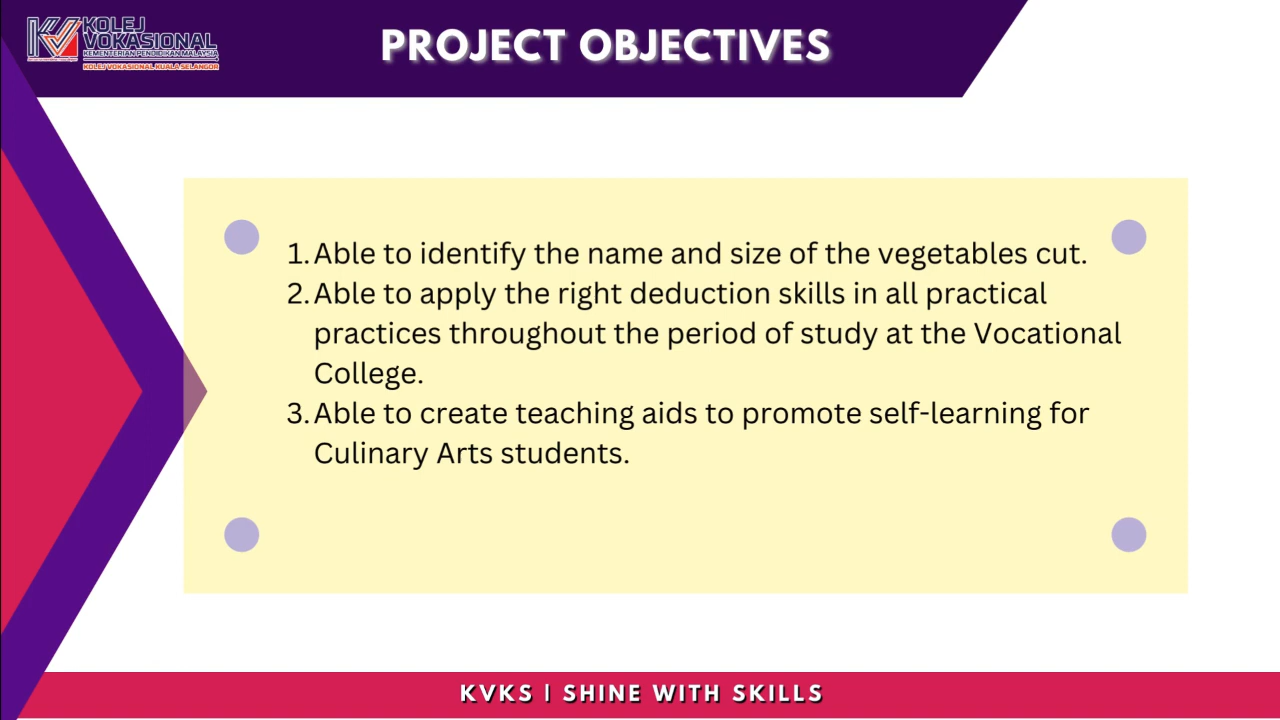 KOLEJ
VOKASIONAL
KEMENTERIAN PENDIDIKAN MALAYSIA
KOLEJ VOKASIONAL KUALA SELANGOR
PROJECT OBJECTIVES
1. Able to identify the name and size of the vegetables cut.
2. Able to apply the right deduction skills in all practical
practices throughout the period of study at the Vocational
College.
3. Able to create teaching aids to promote self-learning for
Culinary Arts students.
KVKS | SHINE WITH SKILLS